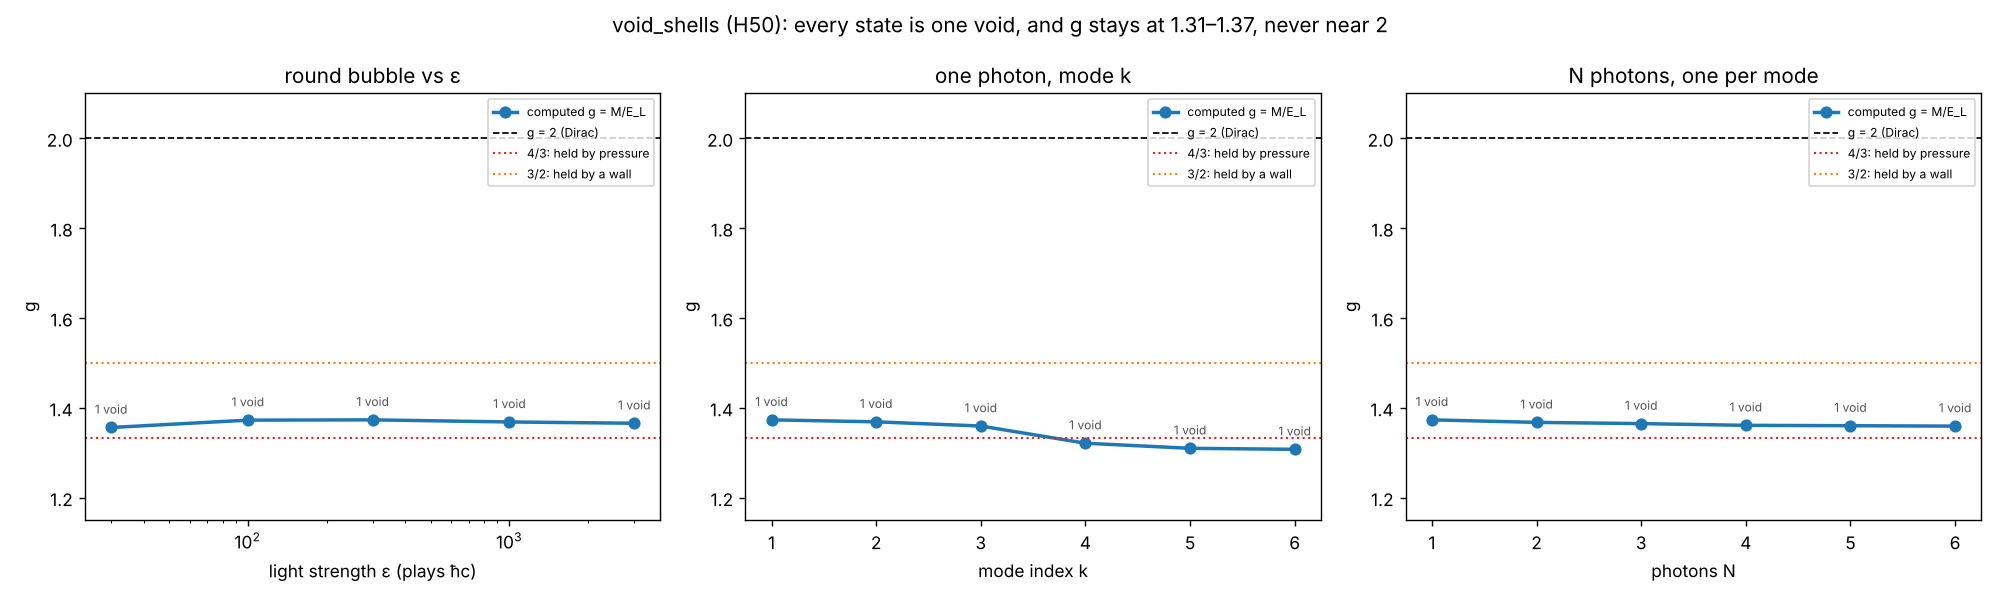 void_shells (H50): every state is one void, and g stays at 1.31–1.37, never near 2
round bubble vs ε
computed g = M/E_L
g = 2 (Dirac)
4/3: held by pressure
3/2: held by a wall
2.0
1.8
1.6
1.4
1.2
g
1 void
1 void
1 void
1 void
1 void
10²
10³
light strength ε (plays ħc)
one photon, mode k
computed g = M/E_L
g = 2 (Dirac)
4/3: held by pressure
3/2: held by a wall
2.0
1.8
1.6
1.4
1.2
g
1 void
1 void
1 void
1 void
1 void
1 void
1
2
3
4
5
6
mode index k
N photons, one per mode
computed g = M/E_L
g = 2 (Dirac)
4/3: held by pressure
3/2: held by a wall
2.0
1.8
1.6
1.4
1.2
g
1 void
1 void
1 void
1 void
1 void
1 void
1
2
3
4
5
6
photons N